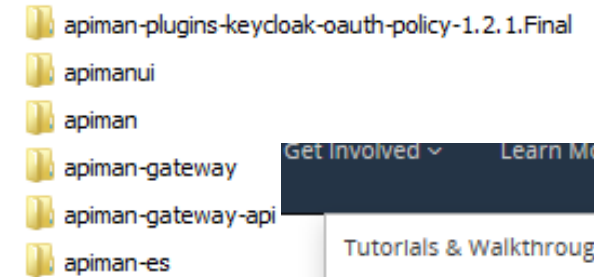 apiman-plugins-keycloak-oauth-policy-1.2.1.Final
apimanui
apiman
apiman-gateway
apiman-gateway-api
apiman-es
Get Involved
Learn
Tutorials & Walkthroug